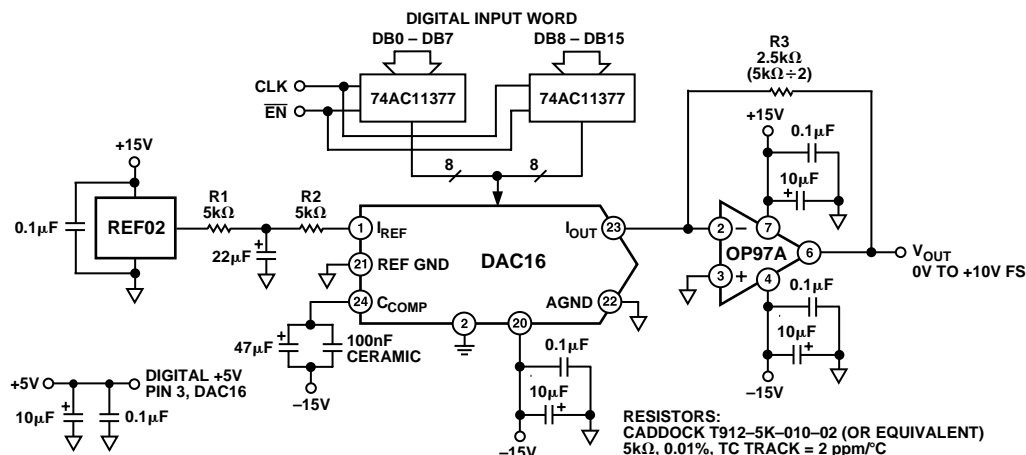 DIGITAL INPUT WORD
DB0 – DB7
DB8 – DB15
CLK
EN
74AC11377
74AC11377
8
8
R3
2.5kΩ
(5kΩ÷2)
+15V
0.1μF
10μF
+
+15V
0.1μF
REF02
R1
5kΩ
R2
5kΩ
+
22μF
1
IREF
21
REF GND
24
CCOMP
DAC16
IOUT
23
AGND
22
2
20
2
–
3
+
7
OP97A
4
6
VOUT
0V TO +10V FS
0.1μF
10μF
+
–15V
+
47μF
100nF
CERAMIC
–15V
0.1μF
10μF
+
–15V
+5V
DIGITAL +5V
PIN 3, DAC16
+
10μF
0.1μF
RESISTORS:
CADDOCK T912–5K–010–02 (OR EQUIVALENT)
5kΩ, 0.01%, TC TRACK = 2 ppm/°C